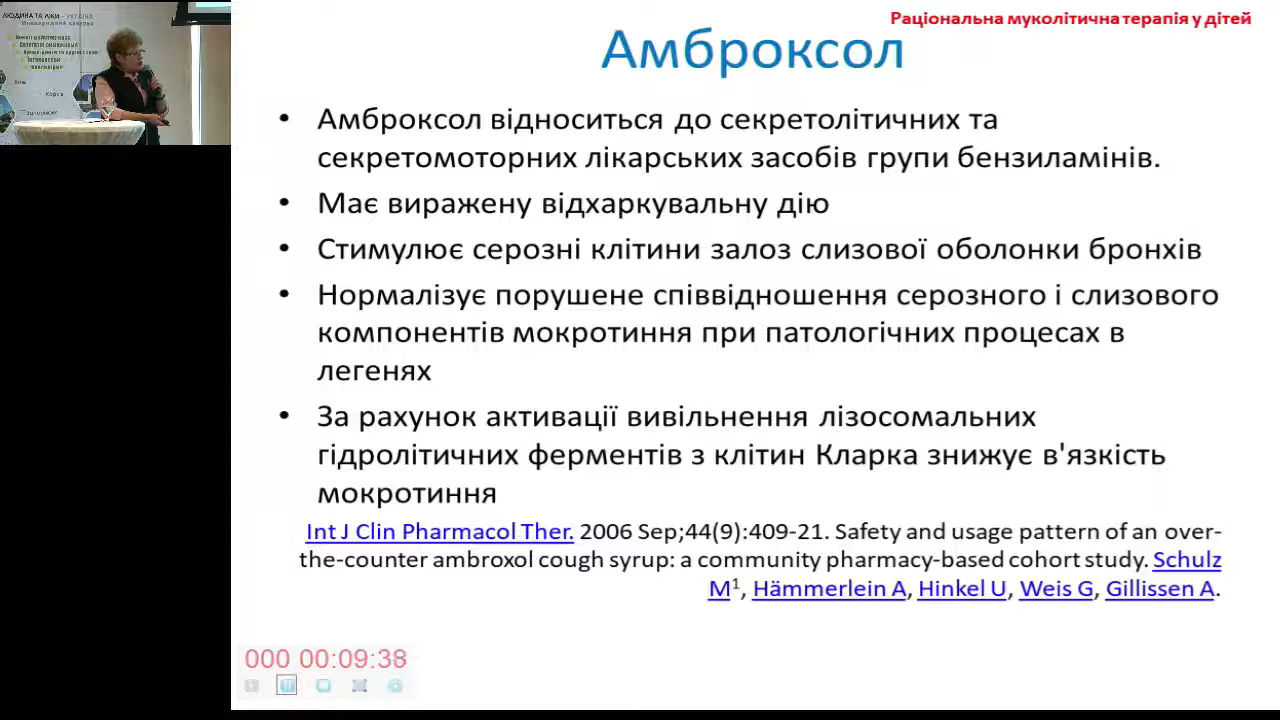 ЛЮДИНА ТА ЛІКИ - УКРАЇНА
Раціональна муколітична терапія у дітей
Амброксол
• Амброксол відноситься до секретолітичних та
секретомоторних лікарських засобів групи бензиламінів.
• Має виражену відхаркувальну дію
• Стимулює серозні клітини залоз слизової оболонки бронхів
• Нормалізує порушене співвідношення серозного і слизового
компонентів мокротиння при патологічних процесах в
легенях
• За рахунок активації вивільнення лізосомальних
гідролітичних ферментів з клітин Кларка знижує в'язкість
мокротиння
Int J Clin Pharmacol Ther. 2006 Sep;44(9):409-21. Safety and usage pattern of an over-
the-counter ambroxol cough syrup: a community pharmacy-based cohort study. Schulz
M1, Hämmerlein A, Hinkel U, Weis G, Gillissen A.
000 00:09:38